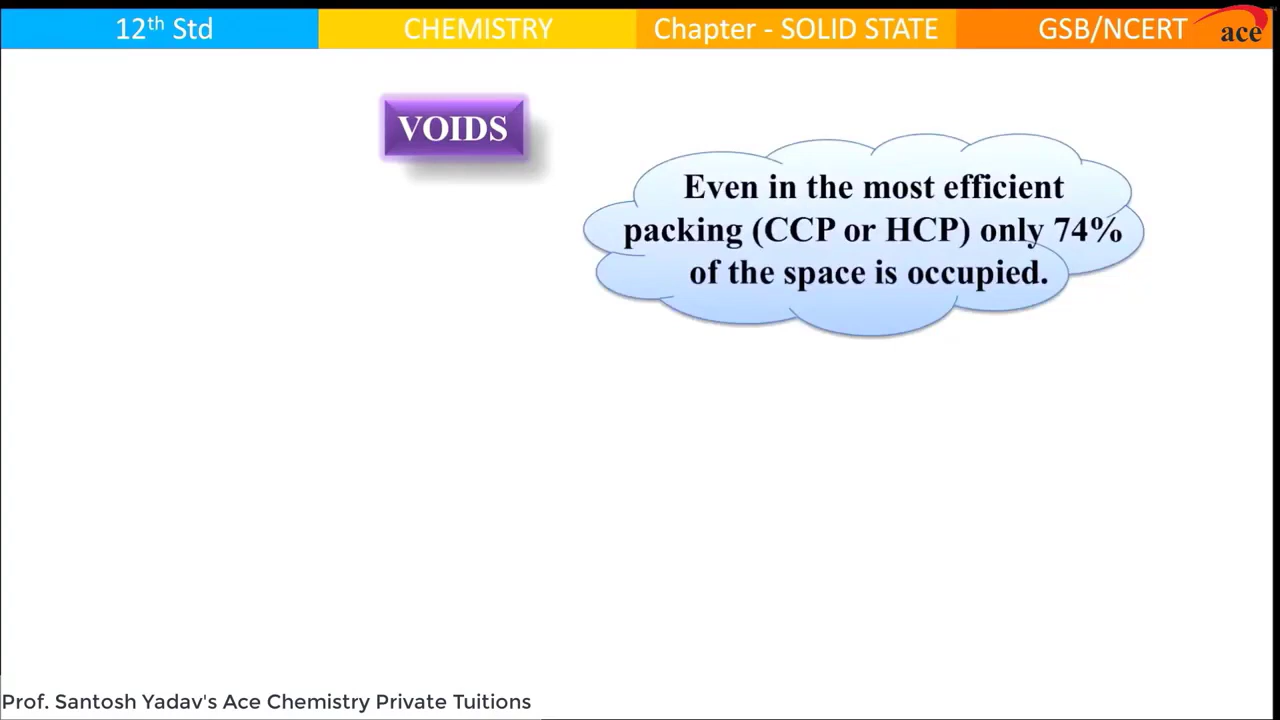 12th Std CHEMISTRY Chapter - SOLID STATE GSB/NCERT ace
VOIDS
Even in the most efficient
packing (CCP or HCP) only 74%
of the space is occupied.
Prof. Santosh Yadav's Ace Chemistry Private Tuitions